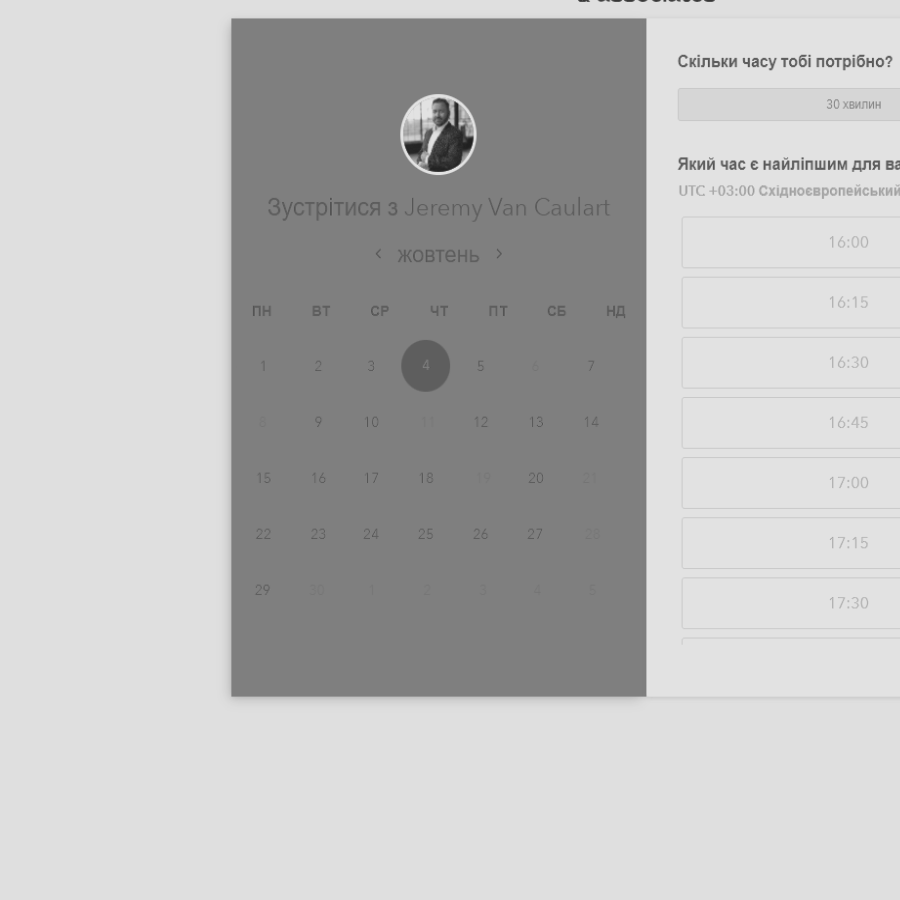 & associates
Зустрітися з Jeremy Van Caulart
жовтень
ПН ВТ СР ЧТ ПТ СБ НД
1 2 3 4 5 6 7
8 9 10 11 12 13 14
15 16 17 18 19 20 21
22 23 24 25 26 27 28
29 30 1 2 3 4 5
Скільки часу тобі потрібно?
30 хвилин
Який час є найліпшим для
UTC +03:00 Східноєвропейський
16:00
16:15
16:30
16:45
17:00
17:15
17:30